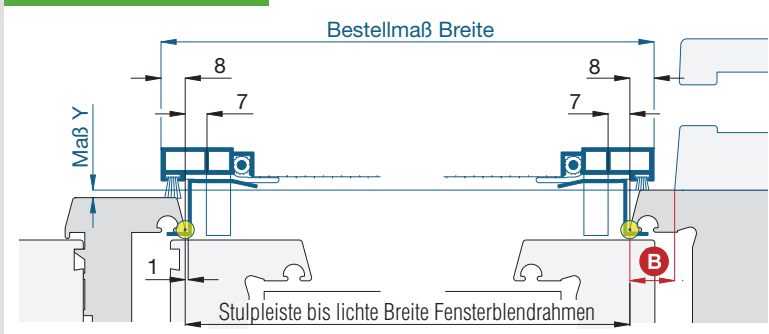 Bestellmaß Breite
8
8
7
7
Maß Y
B
1
Stulpleiste bis lichte Breite Fensterblendrahmen